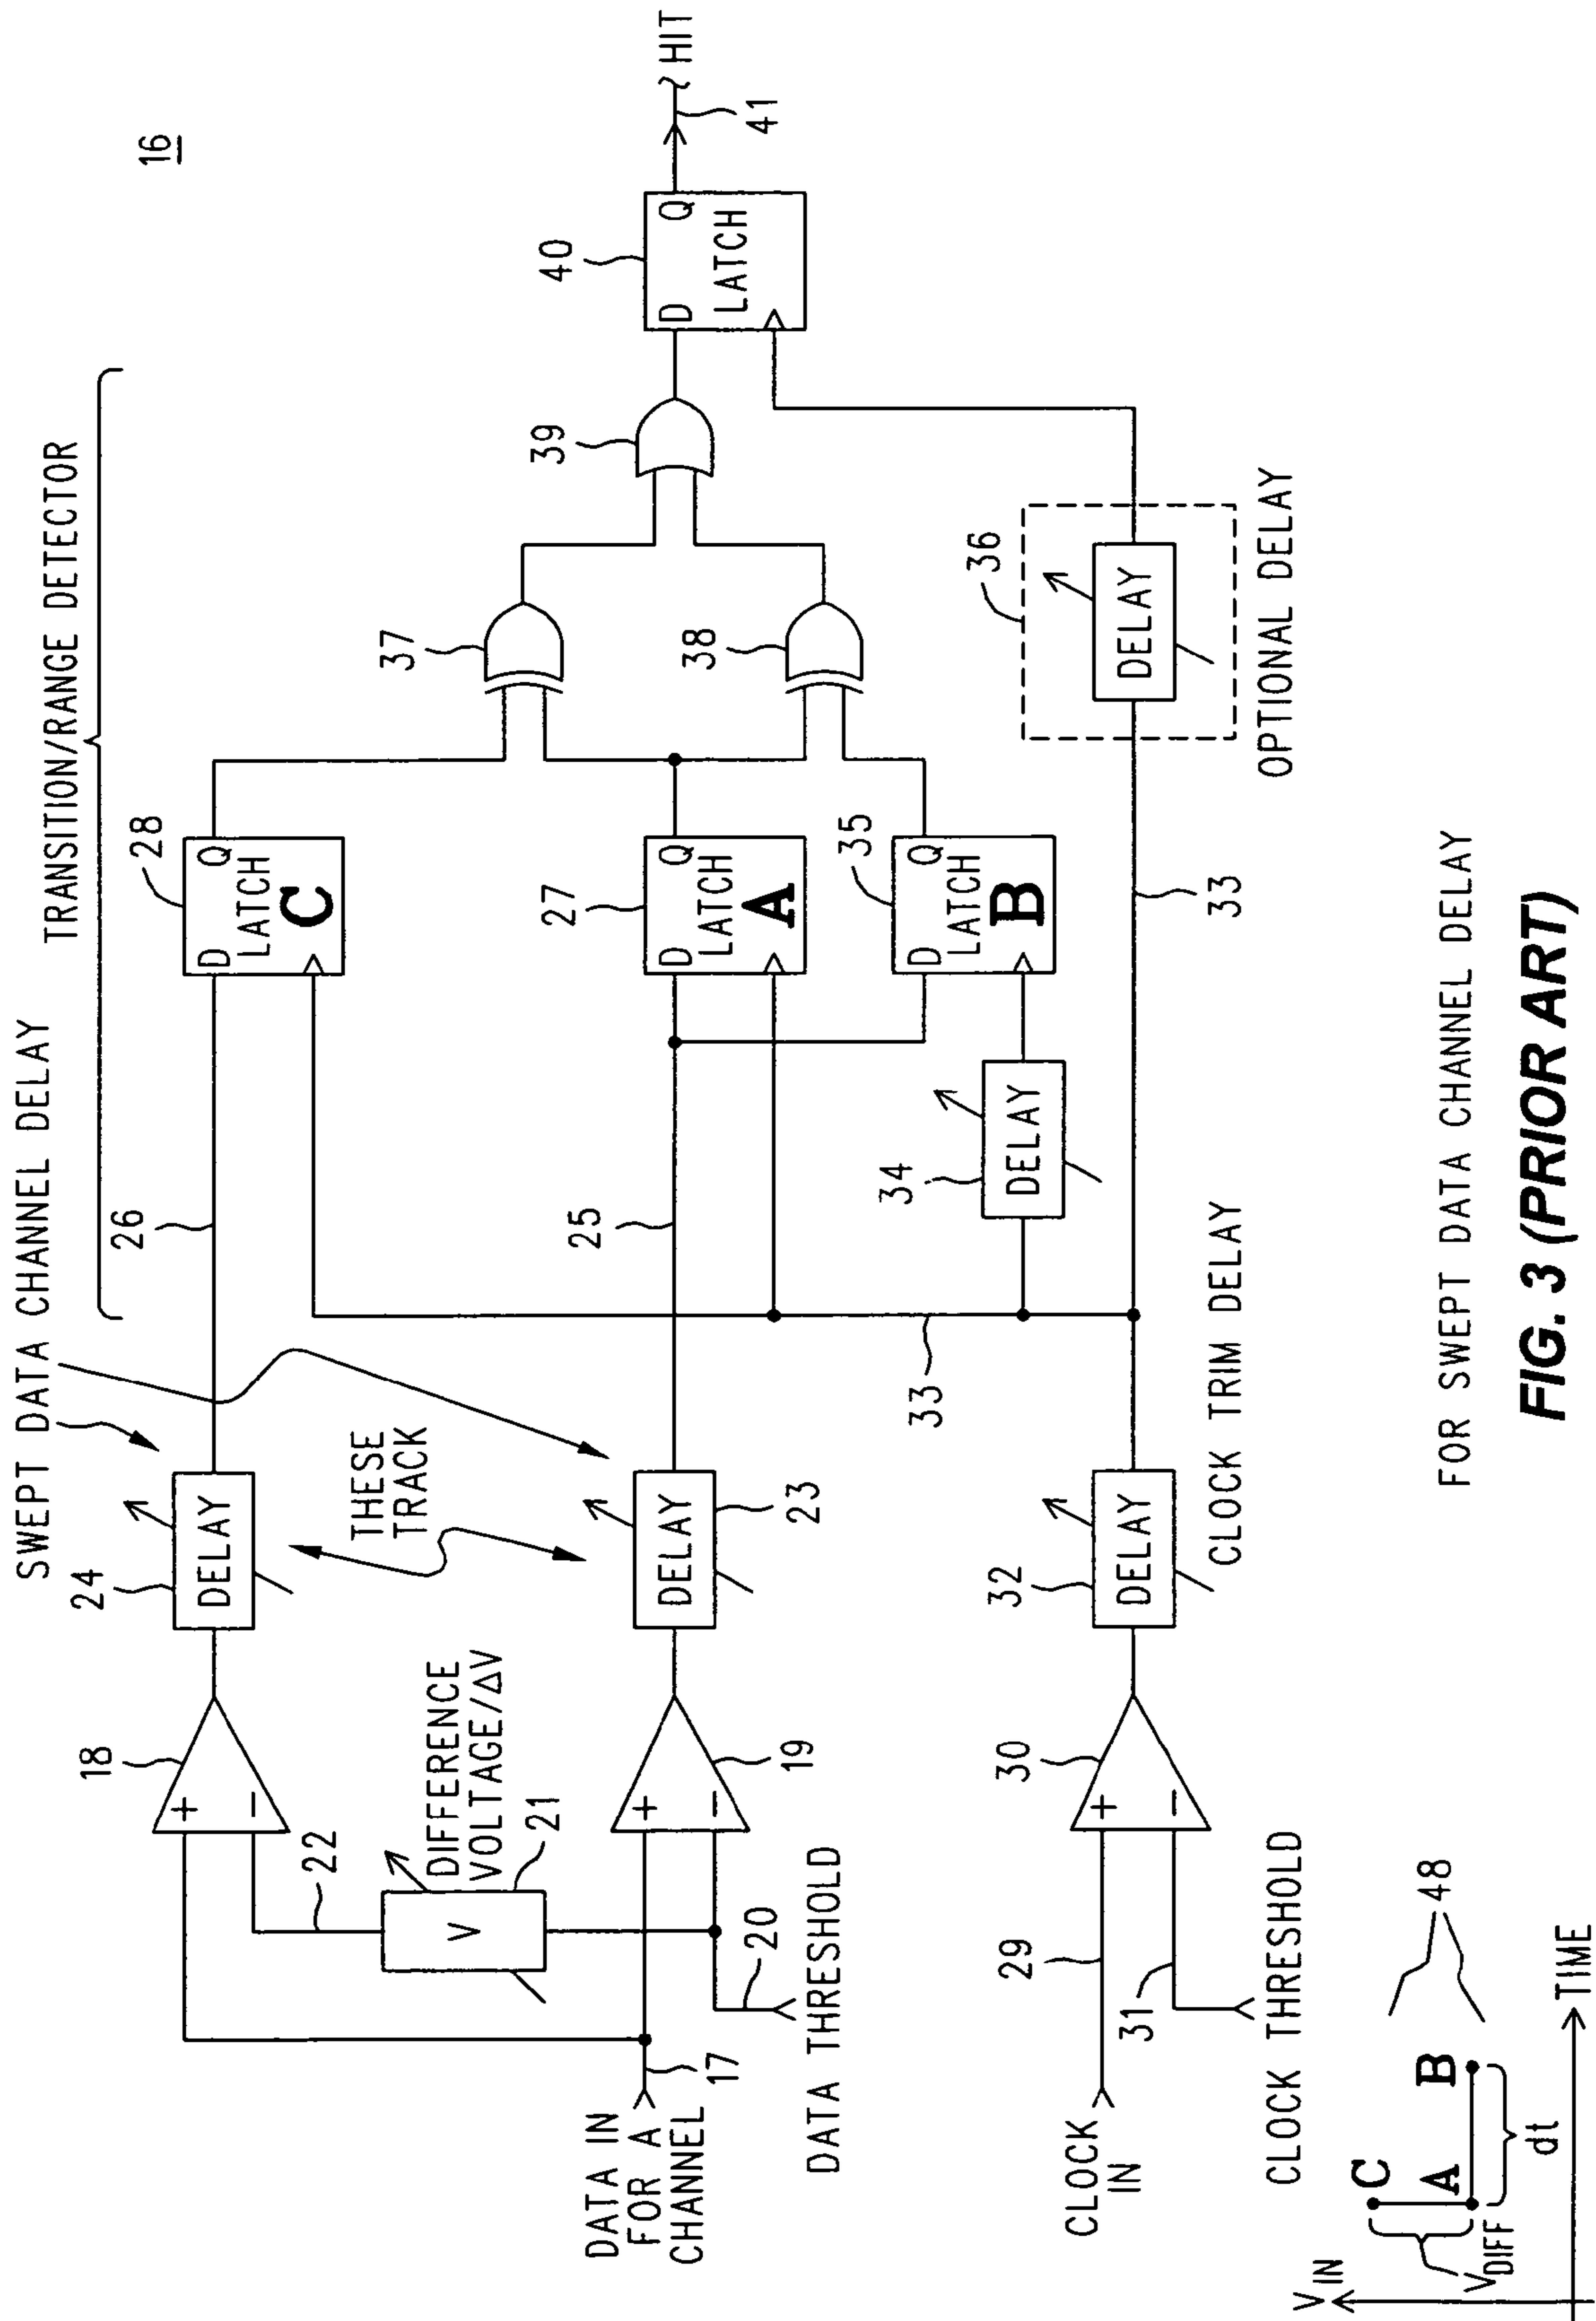 16
TRANSITION/RANGE DETECTOR
SWEPT DATA CHANNEL DELAY
18
24
DELAY
26
28
D
Q
LATCH
C
22
DIFFERENCE
VOLTAGE/ΔV
V
21
THESE
TRACK
37
39
40
D
Q
LATCH
41
HIT
DATA IN
FOR A
CHANNEL
17
+
−
+
−
19
DELAY
23
25
27
D
Q
LATCH
A
38
20
DATA THRESHOLD
34
DELAY
35
D
Q
LATCH
B
33
36
DELAY
OPTIONAL DELAY
CLOCK
IN
29
30
+
−
32
DELAY
33
31
CLOCK THRESHOLD
CLOCK TRIM DELAY
V IN
V DIFF
C
A
B
dt
48
TIME
FOR SWEPT DATA CHANNEL DELAY
FIG. 3 (PRIOR ART)